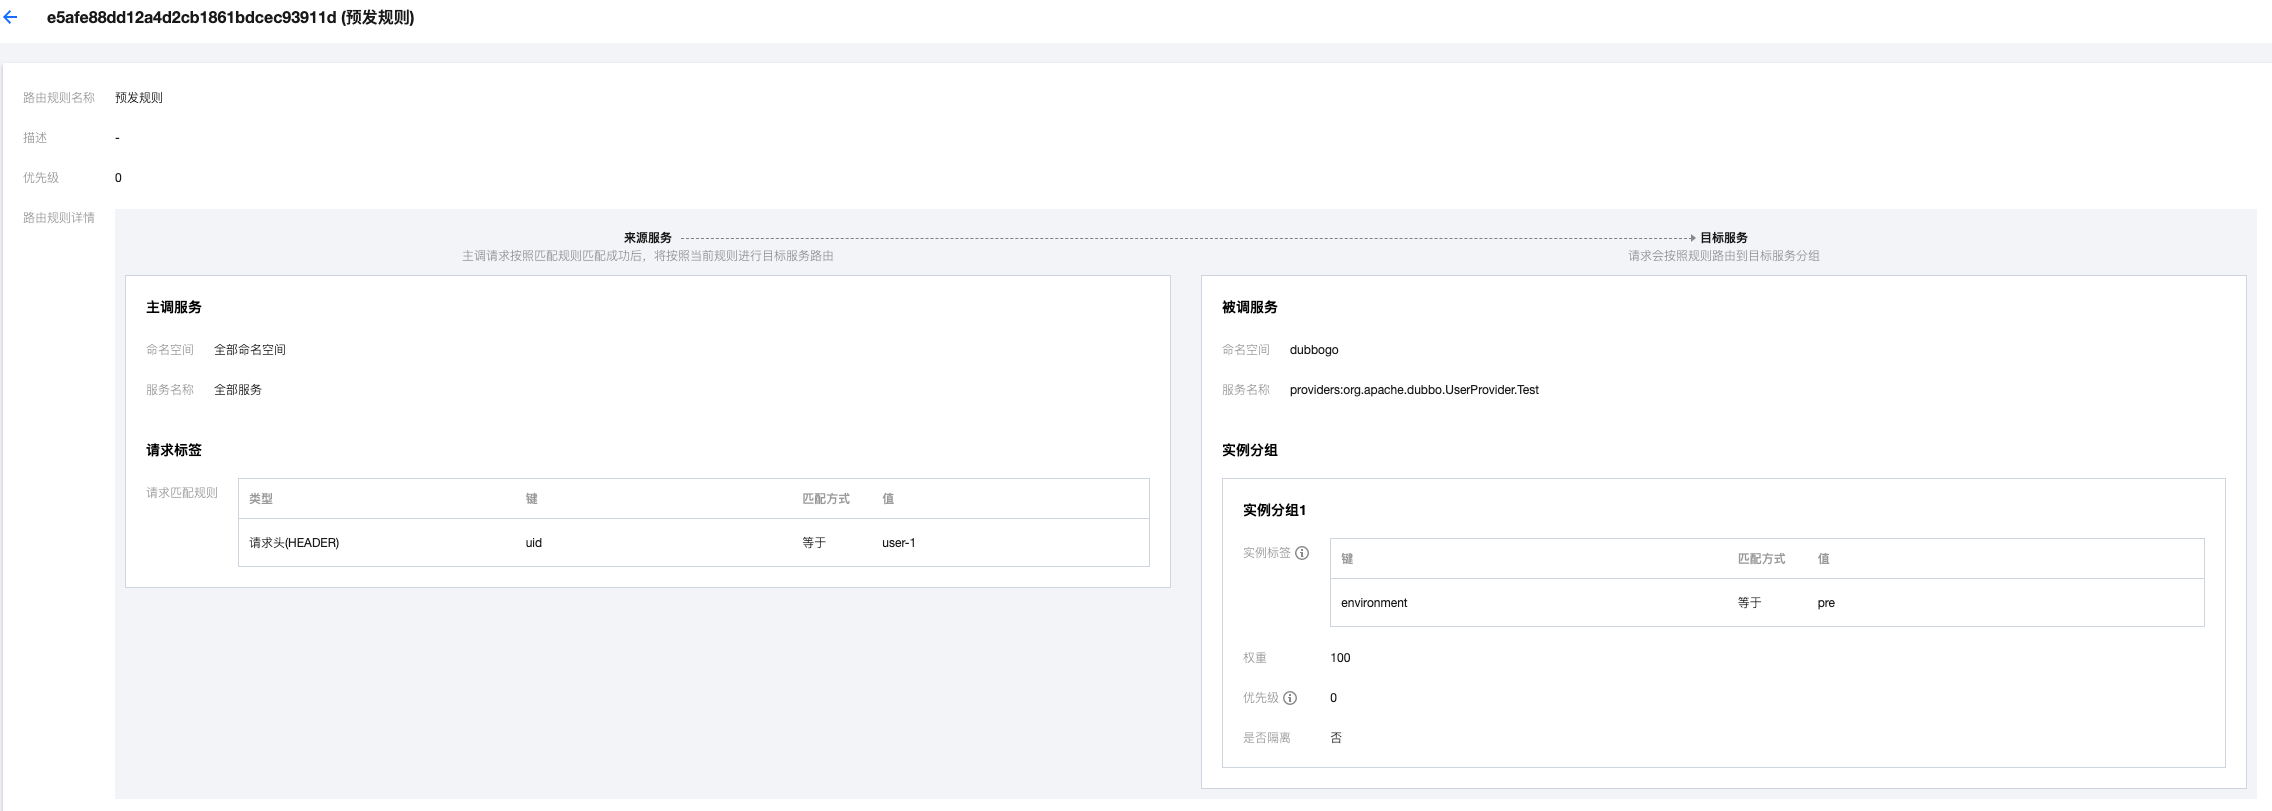 e5afe88dd12a4d2cb1861bdcec93911d (预发规则)
路由规则名称 预发规则
描述 -
优先级 0
路由规则详情
来源服务
主调请求按照匹配规则匹配成功后，将按照当前规则进行目标服务路由
目标服务
请求会按照规则路由到目标服务分组
主调服务
命名空间 全部命名空间
服务名称 全部服务
请求标签
请求匹配规则
类型 键 匹配方式 值
请求头(HEADER) uid 等于 user-1
被调服务
命名空间 dubbogo
服务名称 providers:org.apache.dubbo.UserProvider.Test
实例分组
实例分组1
实例标签
键 匹配方式 值
environment 等于 pre
权重 100
优先级 0
是否隔离 否